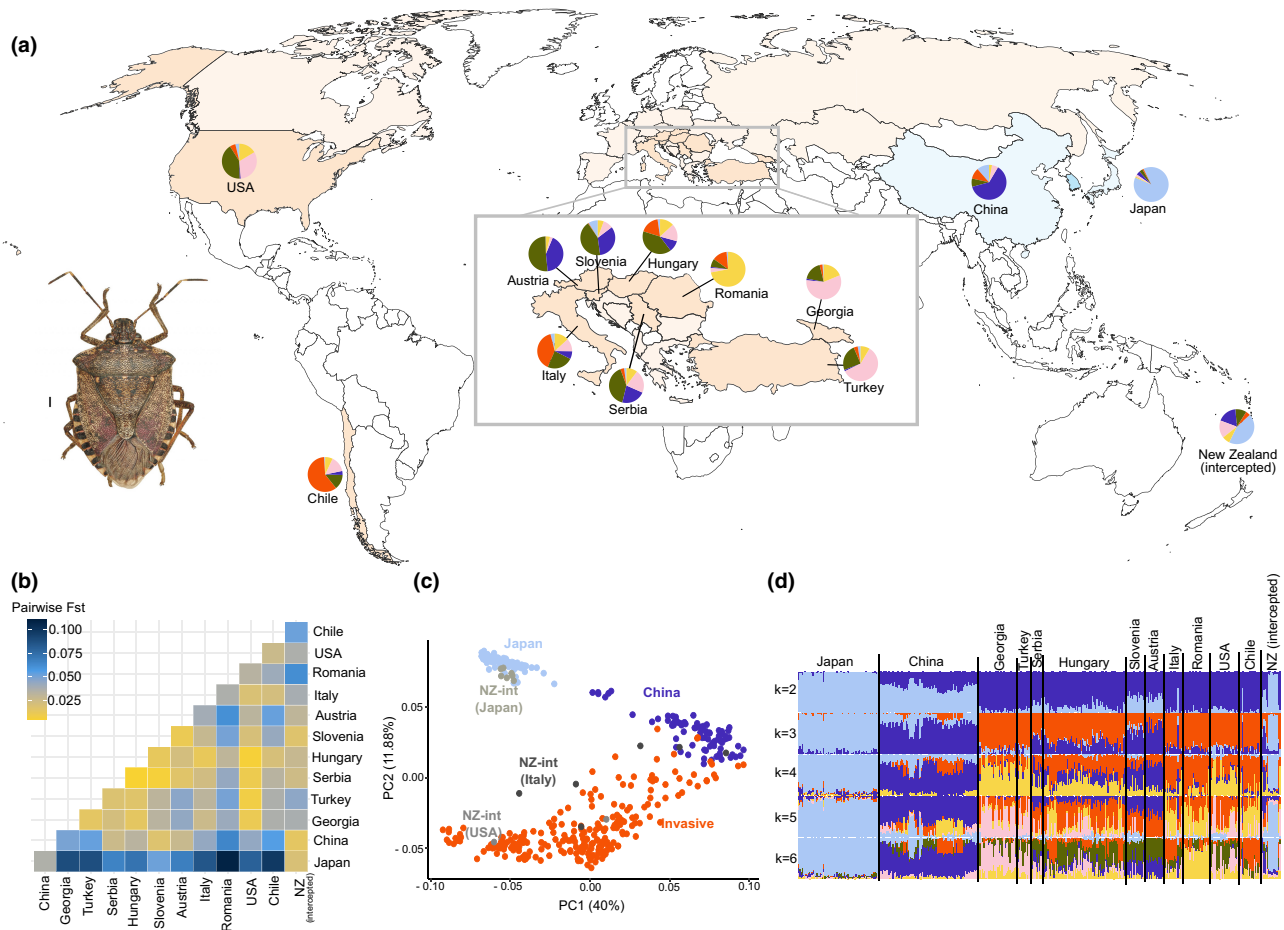 (a)
USA
China
Japan
Slovenia
Hungary
Austria
Romania
Georgia
Italy
Turkey
Serbia
New Zealand
(intercepted)
Chile
(b)
Pairwise Fst
0.100
0.075
0.050
0.025
Chile
USA
Romania
Italy
Austria
Slovenia
Hungary
Serbia
Turkey
Georgia
China
Japan
China
Georgia
Turkey
Serbia
Hungary
Slovenia
Austria
Italy
Romania
USA
Chile
NZ
(intercepted)
(c)
Japan
NZ-int
(Japan)
China
NZ-int
(Italy)
NZ-int
(USA)
Invasive
PC2 (11.88%)
0.05
0.00
- 0.05
- 0.10
-0.05
0.00
0.05
0.10
PC1 (40%)
(d)
Japan
China
Georgia
Turkey
Serbia
Hungary
Slovenia
Austria
Italy
Romania
USA
Chile
NZ (intercepted)
k=2
k=3
k=4
k=5
k=6